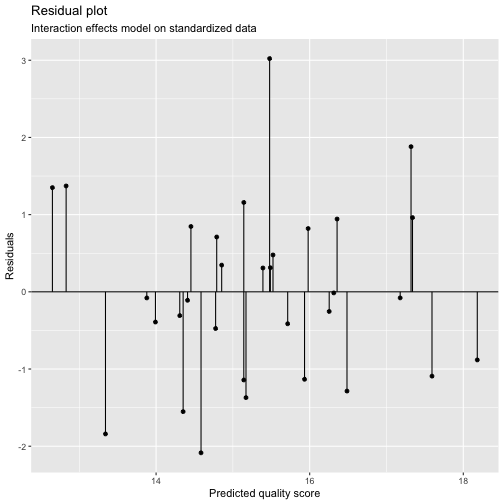 Residual plot
Interaction effects model on standardized data
3
2
1
0
-1
-2
Residuals
14
16
18
Predicted quality score